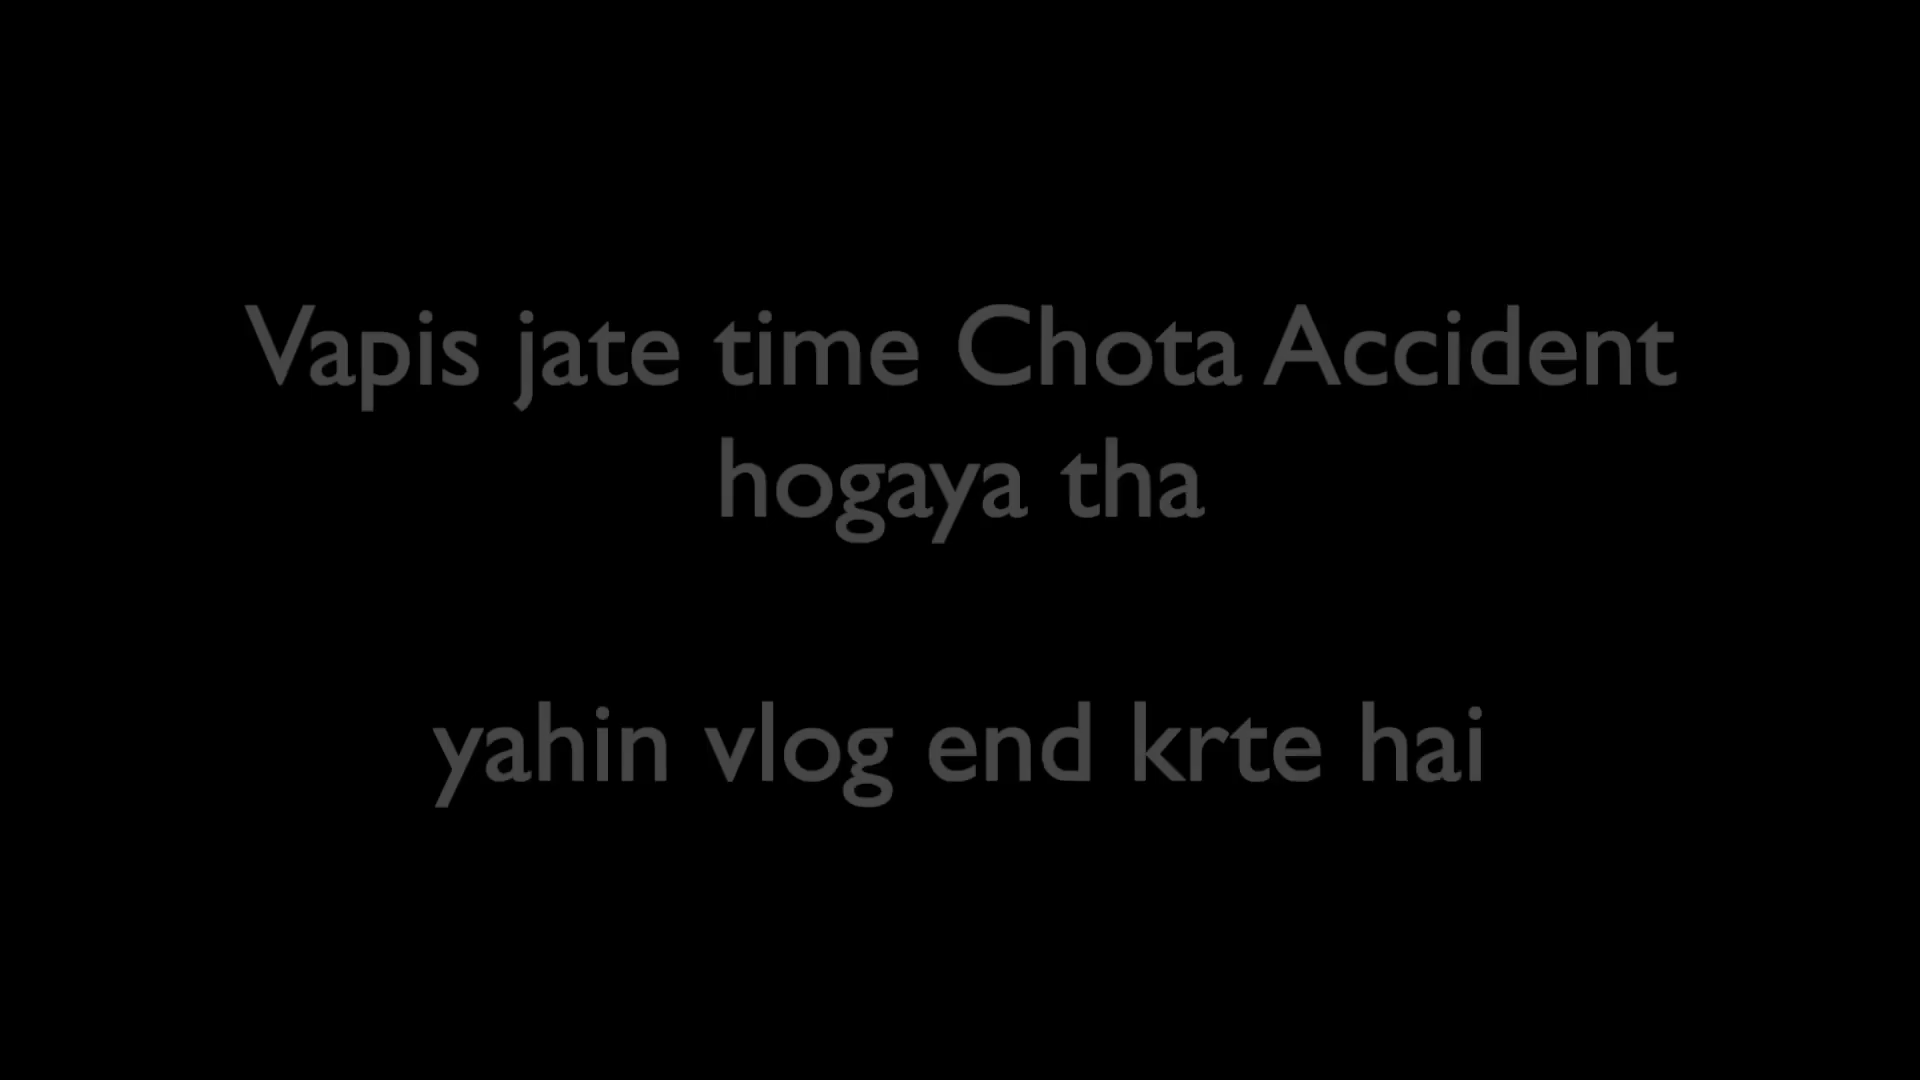 Vapis jate time Chota Accident
hogaya tha
yahin vlog end krte hai